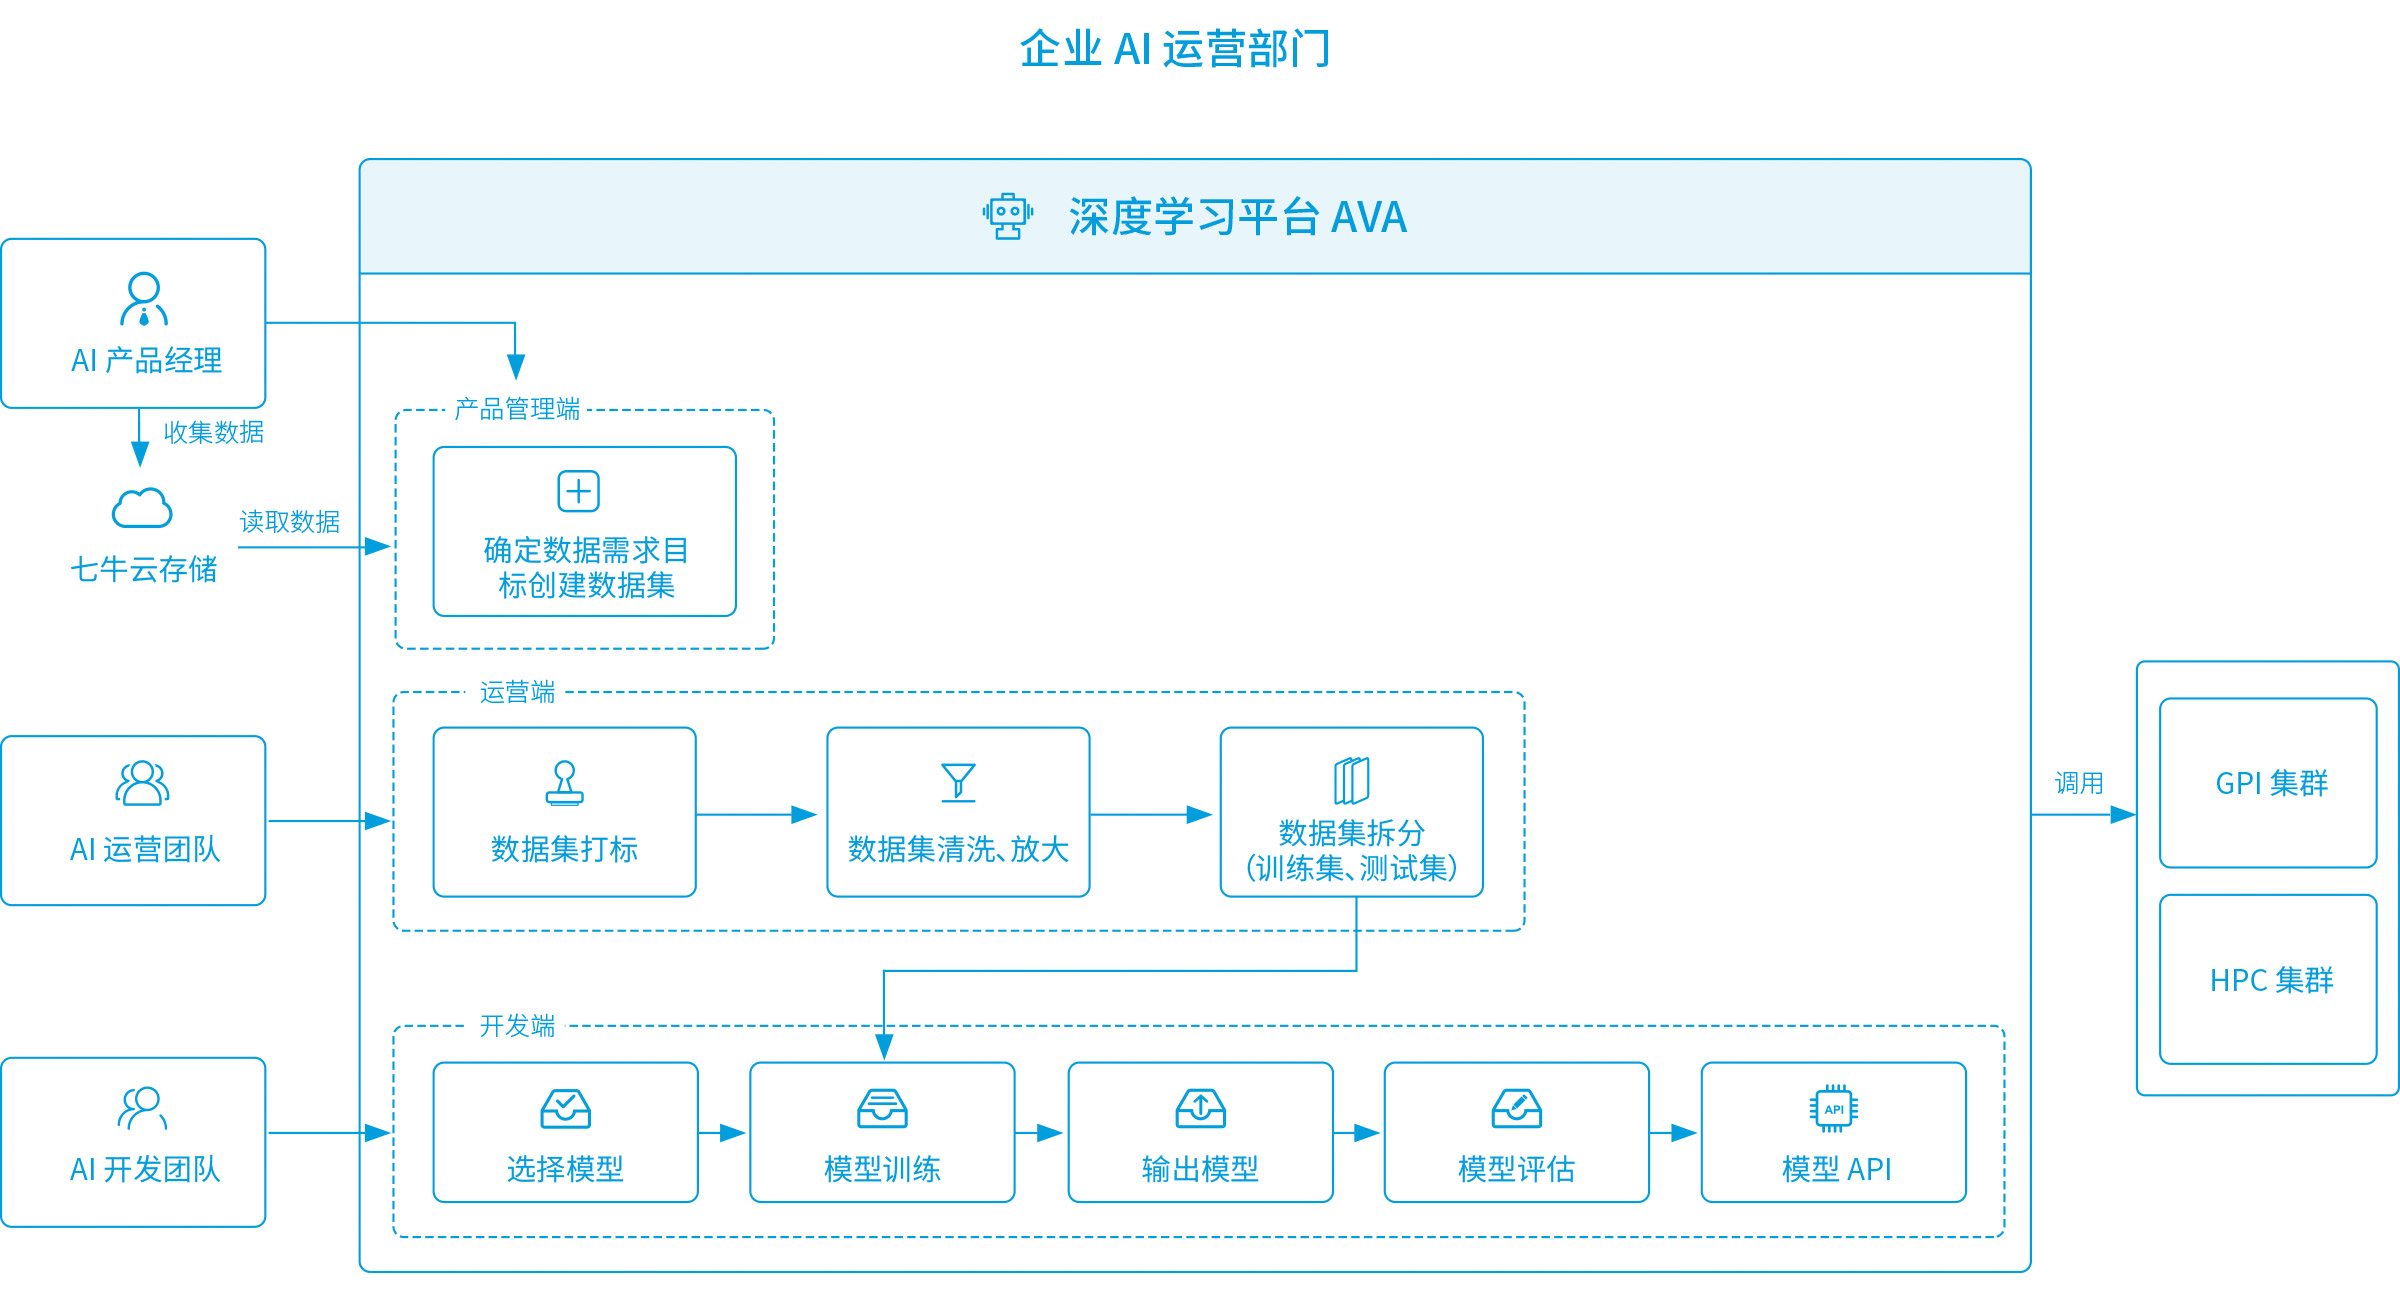 企业 AI 运营部门
深度学习平台 AVA
AI 产品经理
收集数据
七牛云存储
读取数据
产品管理端
确定数据需求目
标创建数据集
运营端
AI 运营团队
数据集打标
数据集清洗、放大
数据集拆分
（训练集、测试集）
调用
GPI 集群
HPC 集群
开发端
AI 开发团队
选择模型
模型训练
输出模型
模型评估
API
模型 API